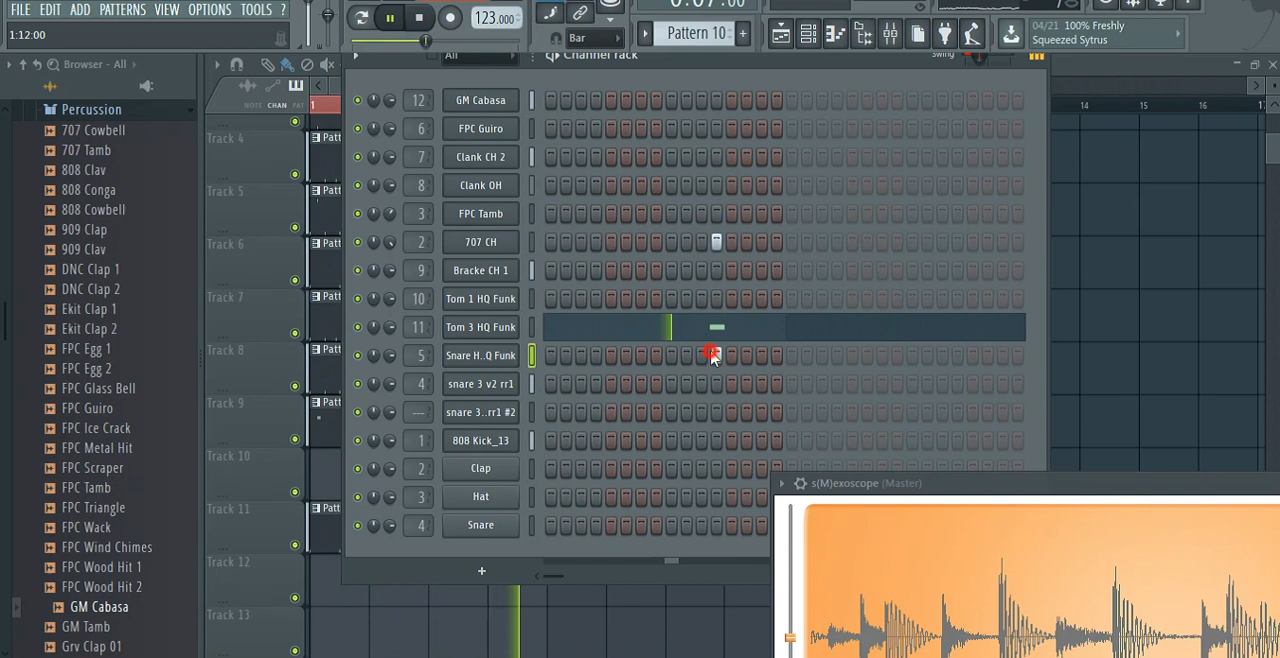 FILE EDIT ADD PATTERNS VIEW OPTIONS TOOLS ?
1:12:00
123.000
Bar
Pattern 10
+
04/21 100% Freshly
Squeezed Sytrus
Browser - All
Percussion
707 Cowbell
707 Tamb
808 Clav
808 Conga
808 Cowbell
909 Clap
909 Clav
DNC Clap 1
DNC Clap 2
Ekit Clap 1
Ekit Clap 2
FPC Egg 1
FPC Egg 2
FPC Glass Bell
FPC Guiro
FPC Ice Crack
FPC Metal Hit
FPC Scraper
FPC Tamb
FPC Triangle
FPC Wack
FPC Wind Chimes
FPC Wood Hit 1
FPC Wood Hit 2
GM Cabasa
GM Tamb
Grv Clap 01
NOTE CHAN PAT
1
14
15
16
Track 4
Track 5
Track 6
Track 7
Track 8
Track 9
Track 10
Track 11
Track 12
Track 13
Patt
Patt
Patt
Patt
Patt
Patt
Patt
All
Channel rack
Swing
12 GM Cabasa
6 FPC Guiro
7 Clank CH 2
8 Clank OH
3 FPC Tamb
2 707 CH
9 Bracke CH 1
10 Tom 1 HQ Funk
11 Tom 3 HQ Funk
5 Snare H..Q Funk
4 snare 3 v2 rr1
--- snare 3..rr1 #2
1 808 Kick_13
2 Clap
3 Hat
4 Snare
+
s(M)exoscope (Master)